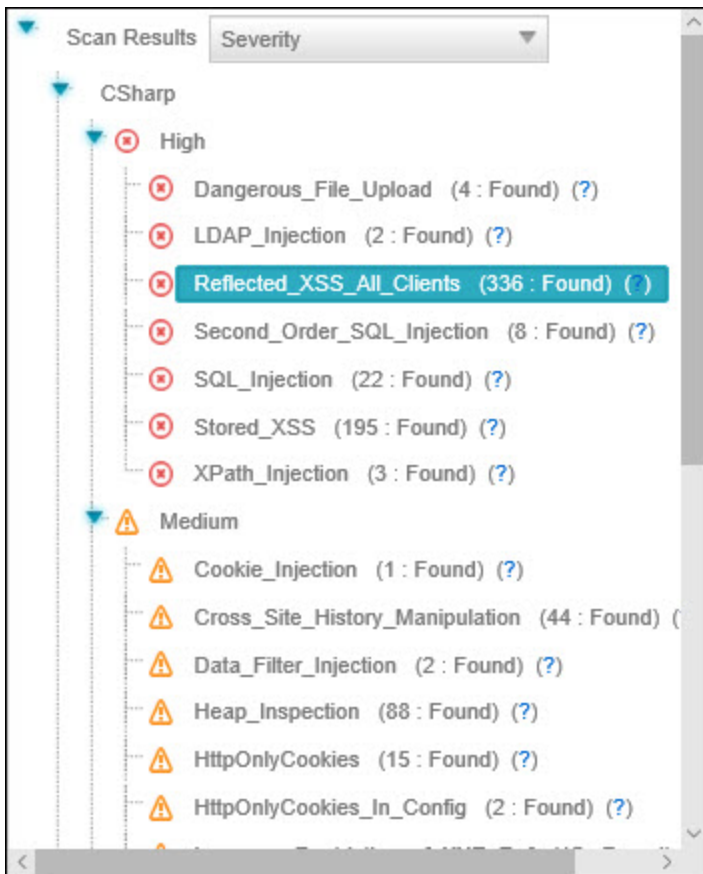 Scan Results Severity
CSharp
High
Dangerous_File_Upload (4 : Found) (?)
LDAP_Injection (2 : Found) (?)
Reflected_XSS_All_Clients (336 : Found) (?)
Second_Order_SQL_Injection (8 : Found) (?)
SQL_Injection (22 : Found) (?)
Stored_XSS (195 : Found) (?)
XPath_Injection (3 : Found) (?)
Medium
Cookie_Injection (1 : Found) (?)
Cross_Site_History_Manipulation (44 : Found) (
Data_Filter_Injection (2 : Found) (?)
Heap_Inspection (88 : Found) (?)
HttpOnlyCookies (15 : Found) (?)
HttpOnlyCookies_In_Config (2 : Found) (?)